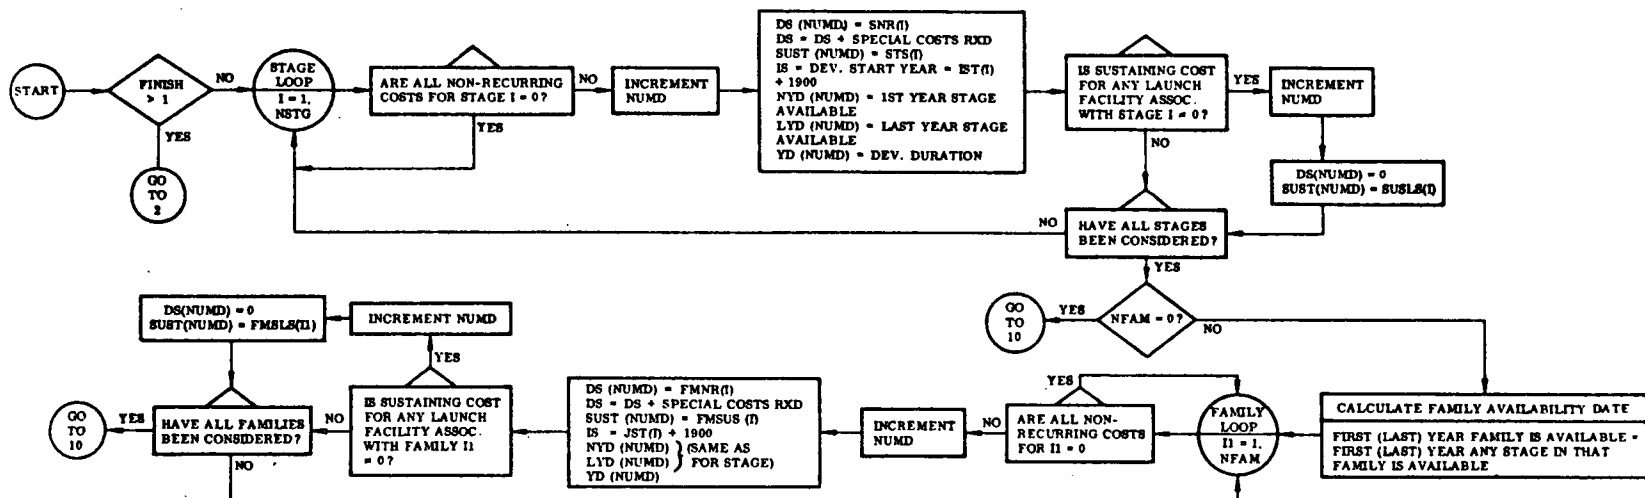 START
FINISH
> 1
NO
YES
GO
TO
2
STAGE
LOOP
I = 1,
NSTG
ARE ALL NON-RECURRING
COSTS FOR STAGE I = 0?
NO
YES
INCREMENT
NUMD
DS (NUMD) = SNR(I)
DS = DS + SPECIAL COSTS RXD
SUST (NUMD) = STS(I)
IS = DEV. START YEAR = IST(I)
+ 1900
NYD (NUMD) = 1ST YEAR STAGE
AVAILABLE
LYD (NUMD) = LAST YEAR STAGE
AVAILABLE
YD (NUMD) = DEV. DURATION
IS SUSTAINING COST
FOR ANY LAUNCH
FACILITY ASSOC.
WITH STAGE I ≠ 0?
YES
NO
INCREMENT
NUMD
DS(NUMD) = 0
SUST(NUMD) = SUSLS(I)
HAVE ALL STAGES
BEEN CONSIDERED?
NO
YES
NFAM = 0?
YES
NO
GO
TO
10
CALCULATE FAMILY AVAILABILITY DATE
FIRST (LAST) YEAR FAMILY IS AVAILABLE =
FIRST (LAST) YEAR ANY STAGE IN THAT
FAMILY IS AVAILABLE
FAMILY
LOOP
I1 = 1,
NFAM
YES
ARE ALL NON-
RECURRING COSTS
FOR I1 = 0
NO
INCREMENT
NUMD
DS (NUMD) = FMNR(I)
DS = DS + SPECIAL COSTS RXD
SUST (NUMD) = FMSUS (I)
IS = JST(I) + 1900
NYD (NUMD) } (SAME AS
LYD (NUMD) } FOR STAGE)
YD (NUMD)
IS SUSTAINING COST
FOR ANY LAUNCH
FACILITY ASSOC.
WITH FAMILY I1
≠ 0?
YES
NO
INCREMENT NUMD
DS(NUMD) = 0
SUST(NUMD) = FMSLS(I1)
HAVE ALL FAMILIES
BEEN CONSIDERED?
YES
NO
GO
TO
10